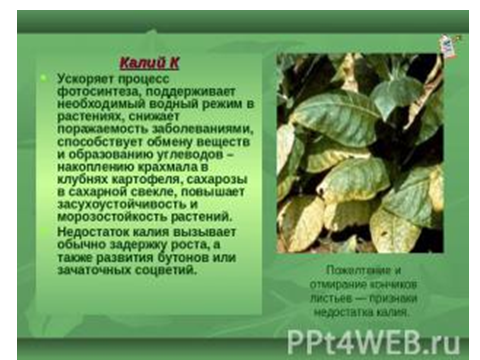 Калий К
Ускоряет процесс
фотосинтеза, поддерживает
необходимый водный режим в
растениях, снижает
поражаемость заболеваниями,
способствует обмену веществ
и образованию углеводов –
накоплению крахмала в
клубнях картофеля, сахарозы
в сахарной свекле, повышает
засухоустойчивость и
морозостойкость растений.
Недостаток калия вызывает
обычно задержку роста, а
также развития бутонов или
зачаточных соцветий.
Пожелтение и
отмирание кончиков
листьев — признаки
недостатка калия.
PPt4WEB.ru